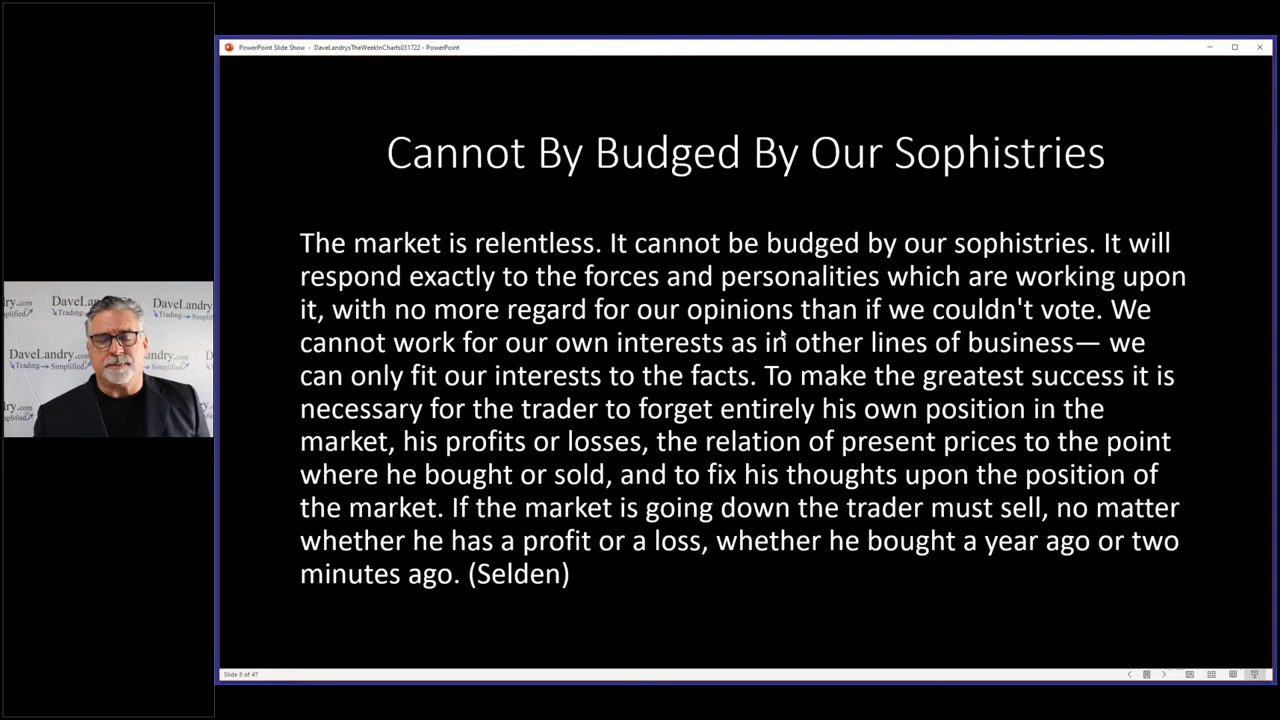 PowerPoint Slide Show - DaveLandrysTheWeekInCharts031722 - PowerPoint
Cannot By Budged By Our Sophistries
The market is relentless. It cannot be budged by our sophistries. It will
respond exactly to the forces and personalities which are working upon
it, with no more regard for our opinions than if we couldn't vote. We
cannot work for our own interests as in other lines of business— we
can only fit our interests to the facts. To make the greatest success it is
necessary for the trader to forget entirely his own position in the
market, his profits or losses, the relation of present prices to the point
where he bought or sold, and to fix his thoughts upon the position of
the market. If the market is going down the trader must sell, no matter
whether he has a profit or a loss, whether he bought a year ago or two
minutes ago. (Selden)
DaveLandry.com
Trading Simplified
Slide 8 of 47